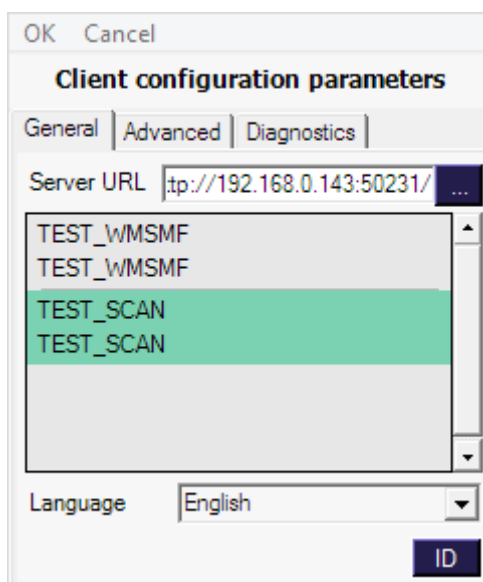 OK Cancel
Client configuration parameters
General Advanced Diagnostics
Server URL tp://192.168.0.143:50231/ ...
TEST_WMSMF
TEST_WMSMF
TEST_SCAN
TEST_SCAN
Language English
ID